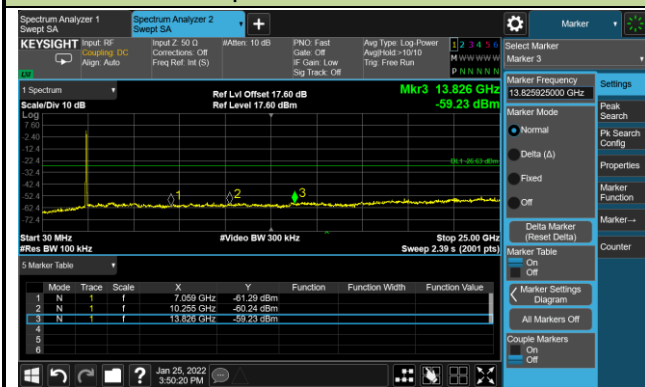 Spectrum Analyzer 1
Swept SA
Spectrum Analyzer 2
Swept SA
Marker
KEYSIGHT
Input: RF
Coupling: DC
Align: Auto
Input Z: 50 Ω
Corrections: Off
Freq Ref: Int (S)
#Atten: 10 dB
PNO: Fast
Gate: Off
IF Gain: Low
Sig Track: Off
Avg Type: Log-Power
Avg|Hold:>10/10
Trig: Free Run
1 2 3 4 5 6
M W W W W W
P N N N N N
Select Marker
Marker 3
1 Spectrum
Scale/Div 10 dB
Log
Ref Lvl Offset 17.60 dB
Ref Level 17.60 dBm
Mkr3 13.826 GHz
-59.23 dBm
7.60
-2.40
-12.4
-22.4
-32.4
-42.4
-52.4
-62.4
-72.4
DL1 -26.63 dBm
1
2
3
Start 30 MHz
#Res BW 100 kHz
#Video BW 300 kHz
Stop 25.00 GHz
Sweep 2.39 s (2001 pts)
5 Marker Table
Mode Trace Scale X Y Function Function Width Function Value
1 N 1 f 7.059 GHz -61.29 dBm
2 N 1 f 10.255 GHz -60.24 dBm
3 N 1 f 13.826 GHz -59.23 dBm
4
5
6
Marker Frequency
13.825925000 GHz
Marker Mode
Normal
Delta (Δ)
Fixed
Off
Delta Marker
(Reset Delta)
Marker Table
On
Off
Marker Settings
Diagram
All Markers Off
Couple Markers
On
Off
Settings
Peak
Search
Pk Search
Config
Properties
Marker
Function
Marker→
Counter
Jan 25, 2022
3:50:20 PM